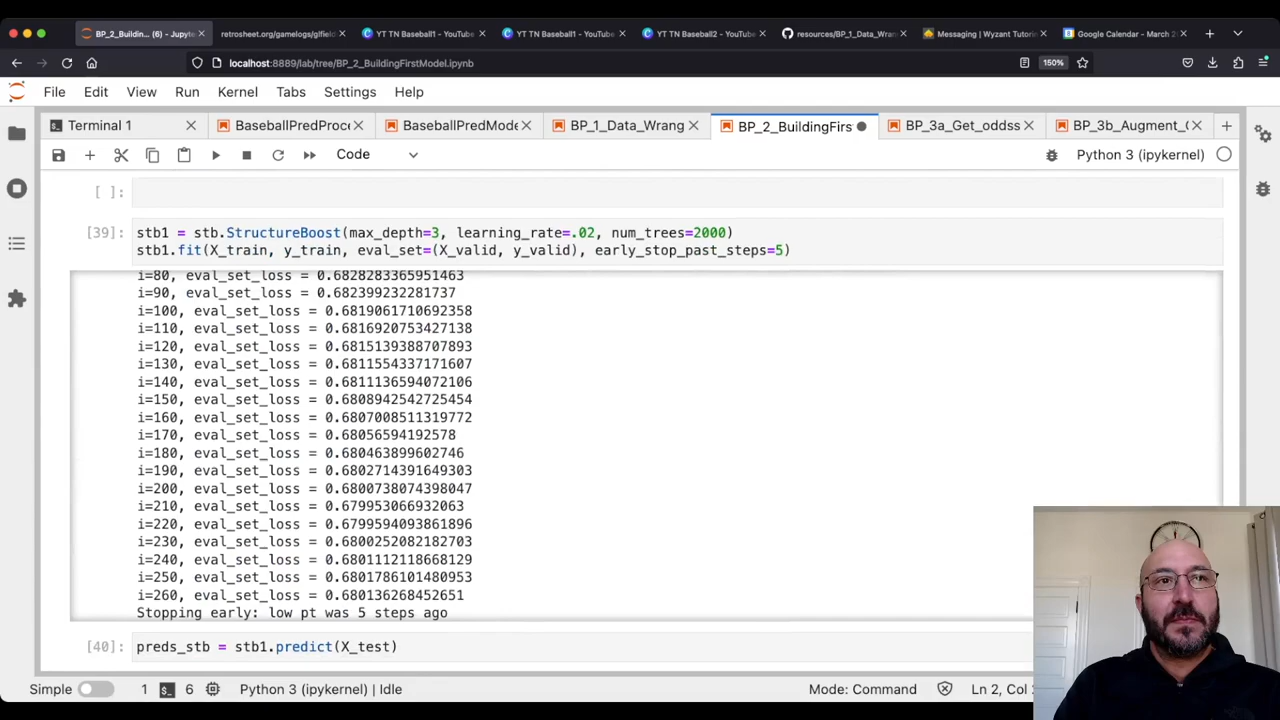 BP_2_Buildin... (6) - Jupyte
retrosheet.org/gamelogs/glfield
YT TN Baseball1 - YouTube
YT TN Baseball1 - YouTube
YT TN Baseball2 - YouTube
resources/BP_1_Data_Wra
Messaging | Wyzant Tutorin
Google Calendar - March 2
localhost:8889/lab/tree/BP_2_BuildingFirstModel.ipynb
150%
File Edit View Run Kernel Tabs Settings Help
Terminal 1
BaseballPredProc
BaseballPredMode
BP_1_Data_Wrang
BP_2_BuildingFirs
BP_3a_Get_oddss
BP_3b_Augment_
Code
Python 3 (ipykernel)
[ ]:
[39]: stb1 = stb.StructureBoost(max_depth=3, learning_rate=.02, num_trees=2000)
stb1.fit(X_train, y_train, eval_set=(X_valid, y_valid), early_stop_past_steps=5)
i=80, eval_set_loss = 0.6828283365951463
i=90, eval_set_loss = 0.682399232281737
i=100, eval_set_loss = 0.6819061710692358
i=110, eval_set_loss = 0.6816920753427138
i=120, eval_set_loss = 0.6815139388707893
i=130, eval_set_loss = 0.6811554337171607
i=140, eval_set_loss = 0.6811136594072106
i=150, eval_set_loss = 0.6808942542725454
i=160, eval_set_loss = 0.6807008511319772
i=170, eval_set_loss = 0.68056594192578
i=180, eval_set_loss = 0.680463899602746
i=190, eval_set_loss = 0.6802714391649303
i=200, eval_set_loss = 0.6800738074398047
i=210, eval_set_loss = 0.679953066932063
i=220, eval_set_loss = 0.6799594093861896
i=230, eval_set_loss = 0.6800252082182703
i=240, eval_set_loss = 0.6801112118668129
i=250, eval_set_loss = 0.6801786101480953
i=260, eval_set_loss = 0.680136268452651
Stopping early: low pt was 5 steps ago
[40]: preds_stb = stb1.predict(X_test)
Simple 1 6 Python 3 (ipykernel) | Idle
Mode: Command
Ln 2, Col